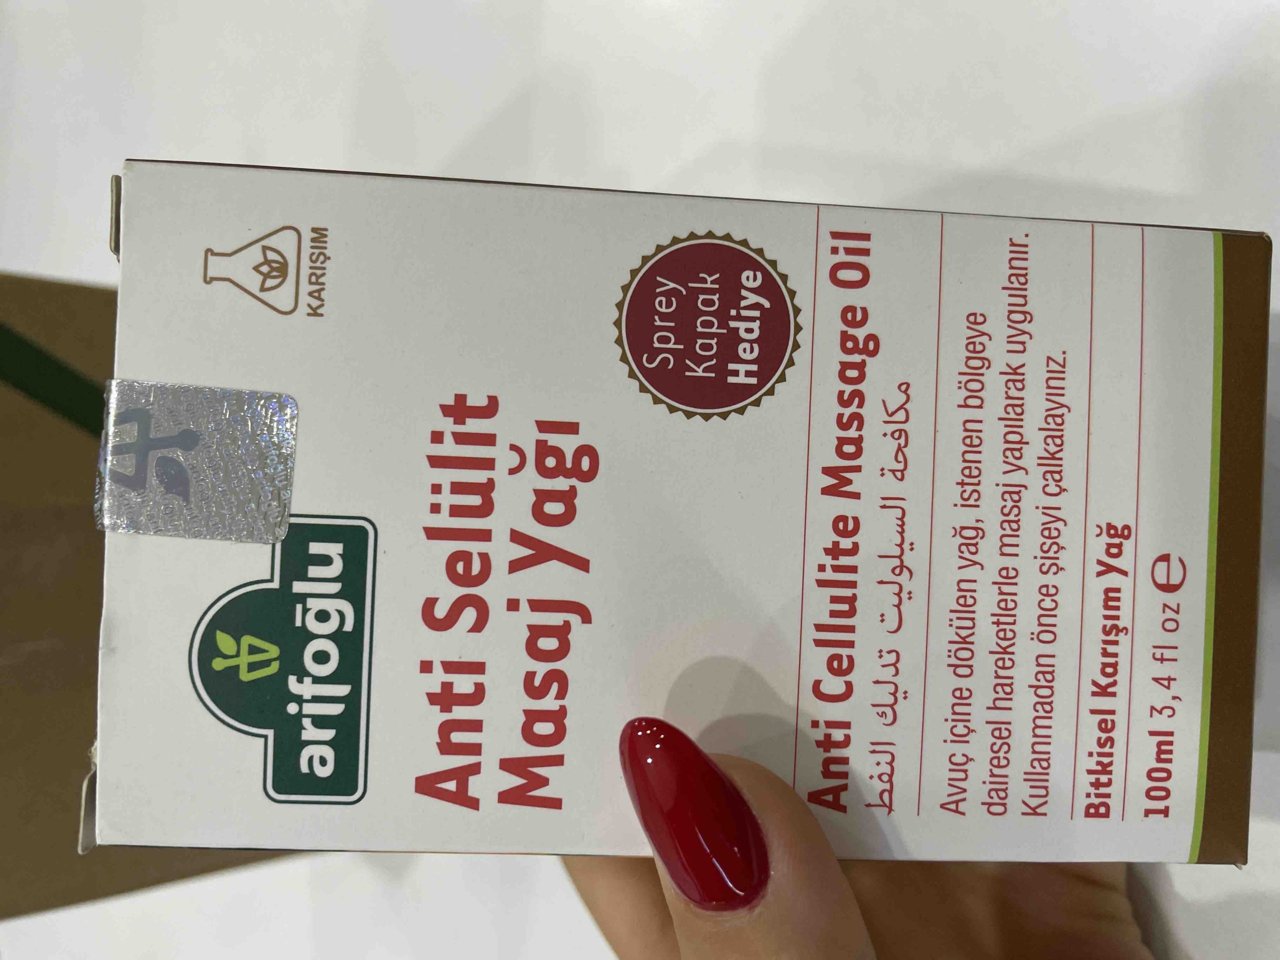 KARIŞIM
arifoğlu
Anti Selülit
Masaj Yağı
Sprey
Kapak
Hediye
Anti Cellulite Massage Oil
مكافحة السيلوليت تدليك النفط
Avuç içine dökülen yağ, istenen bölgeye
dairesel hareketlerle masaj yapılarak uygulanır.
Kullanmadan önce şişeyi çalkalayınız.
Bitkisel Karışım Yağ
100ml 3,4 fl oz ℮